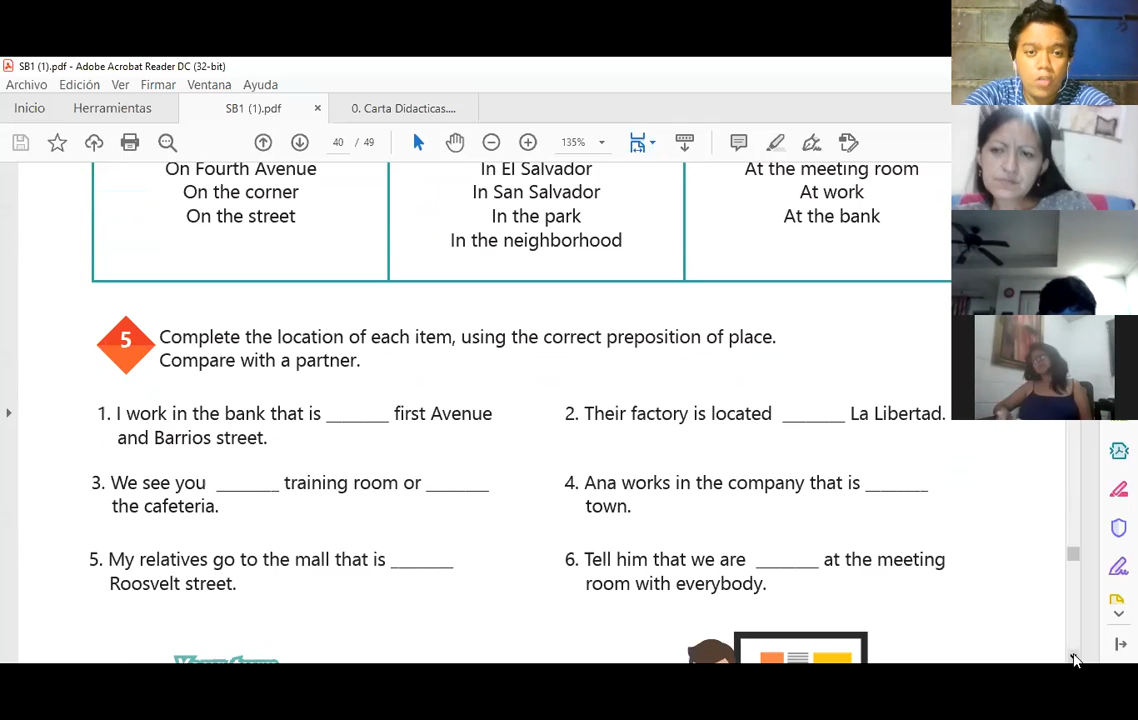 SB1 (1).pdf - Adobe Acrobat Reader DC (32-bit)
Archivo Edición Ver Firmar Ventana Ayuda
Inicio Herramientas SB1 (1).pdf × 0. Carta Didacticas....
40 / 49 135%
On Fourth Avenue
On the corner
On the street
In El Salvador
In San Salvador
In the park
In the neighborhood
At the meeting room
At work
At the bank
5 Complete the location of each item, using the correct preposition of place.
Compare with a partner.
1. I work in the bank that is _______ first Avenue
and Barrios street.
2. Their factory is located _______ La Libertad.
3. We see you _______ training room or _______
the cafeteria.
4. Ana works in the company that is _______
town.
5. My relatives go to the mall that is _______
Roosvelt street.
6. Tell him that we are _______ at the meeting
room with everybody.